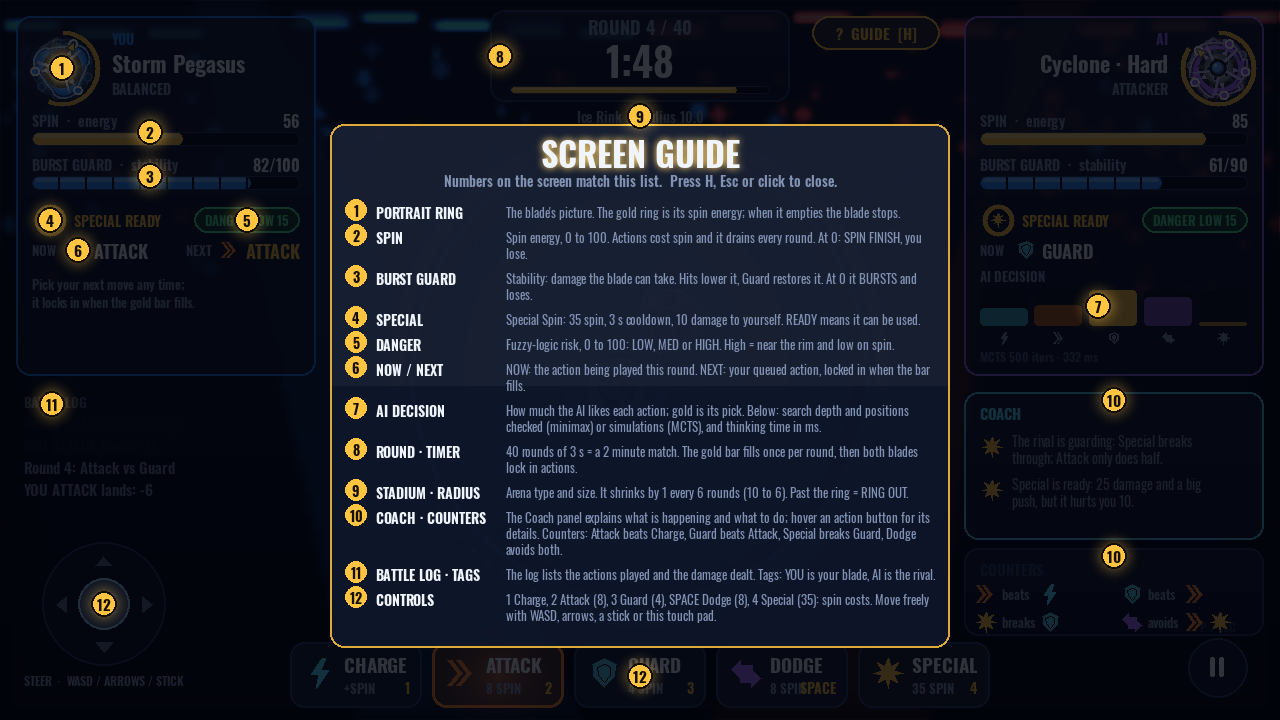 YOU
Storm Pegasus
BALANCED
1
SPIN · energy
56
2
BURST GUARD · stability
82/100
3
4
SPECIAL READY
5
NOW
6
ATTACK
NEXT
ATTACK
Pick your next move any time;
it locks in when the gold bar fills.
11
Round 4: Attack vs Guard
YOU ATTACK lands: -6
12
STEER · WASD / ARROWS / STICK
8
ROUND 4 / 40
1:48
9
? GUIDE [H]
SCREEN GUIDE
Numbers on the screen match this list. Press H, Esc or click to close.
1 PORTRAIT RING The blade's picture. The gold ring is its spin energy; when it empties the blade stops.
2 SPIN Spin energy, 0 to 100. Actions cost spin and it drains every round. At 0: SPIN FINISH, you
lose.
3 BURST GUARD Stability: damage the blade can take. Hits lower it, Guard restores it. At 0 it BURSTS and
loses.
4 SPECIAL Special Spin: 35 spin, 3 s cooldown, 10 damage to yourself. READY means it can be used.
5 DANGER Fuzzy-logic risk, 0 to 100: LOW, MED or HIGH. High = near the rim and low on spin.
6 NOW / NEXT NOW: the action being played this round. NEXT: your queued action, locked in when the bar
fills.
7 AI DECISION How much the AI likes each action; gold is its pick. Below: search depth and positions
checked (minimax) or simulations (MCTS), and thinking time in ms.
8 ROUND · TIMER 40 rounds of 3 s = a 2 minute match. The gold bar fills once per round, then both blades
lock in actions.
9 STADIUM · RADIUS Arena type and size. It shrinks by 1 every 6 rounds (10 to 6). Past the ring = RING OUT.
10 COACH · COUNTERS The Coach panel explains what is happening and what to do; hover an action button for its
details. Counters: Attack beats Charge, Guard beats Attack, Special breaks Guard, Dodge
avoids both.
11 BATTLE LOG · TAGS The log lists the actions played and the damage dealt. Tags: YOU is your blade, AI is the rival.
12 CONTROLS 1 Charge, 2 Attack (8), 3 Guard (4), SPACE Dodge (8), 4 Special (35): spin costs. Move freely
with WASD, arrows, a stick or this touch pad.
AI
Cyclone · Hard
ATTACKER
SPIN · energy
85
BURST GUARD · stability
61/90
SPECIAL READY
DANGER LOW 15
NOW
GUARD
AI DECISION
7
MCTS 500 iters · 332 ms
10
COACH
The rival is guarding: Special breaks
through; Attack only does half.
Special is ready: 25 damage and a big
push, but it hurts you 10.
10
COUNTERS
beats
beats
breaks
avoids
CHARGE
+SPIN 1
ATTACK
8 SPIN 2
12
3
DODGE
SPACE
SPECIAL
35 SPIN 4